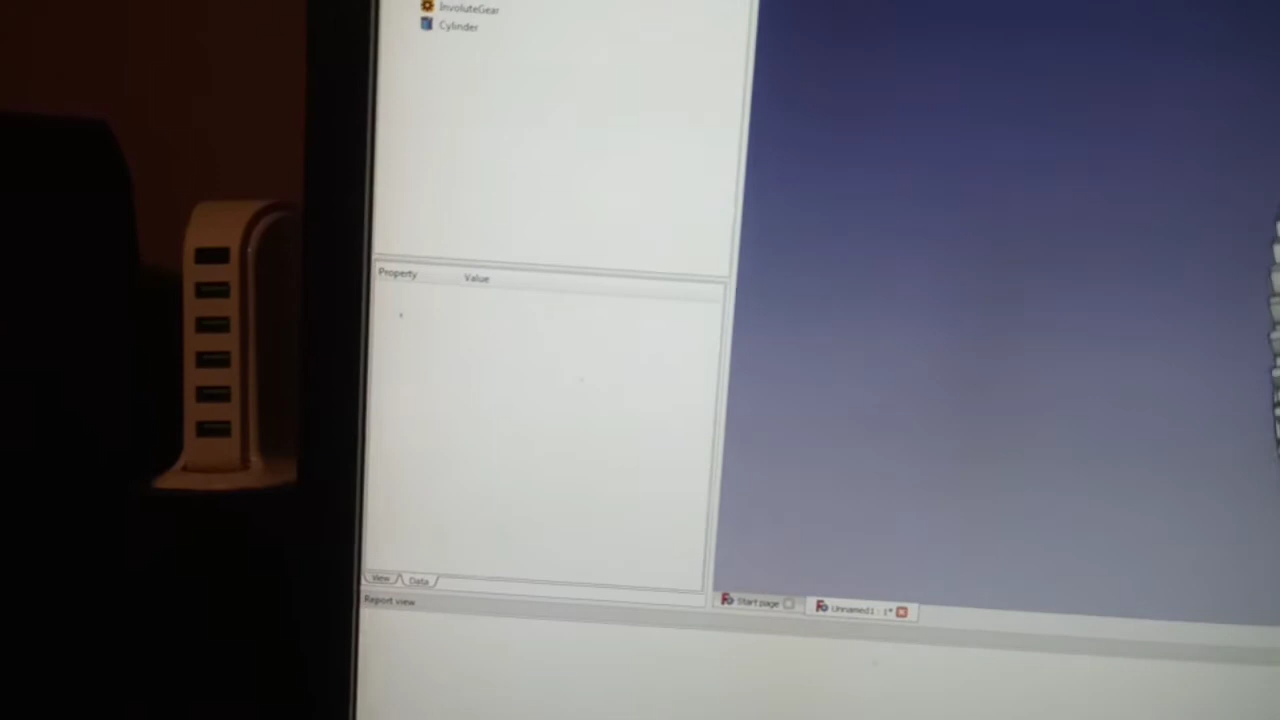 InvoluteGear
Cylinder
Property Value
View Data
Start page Unnamed1 : 1*
Report view